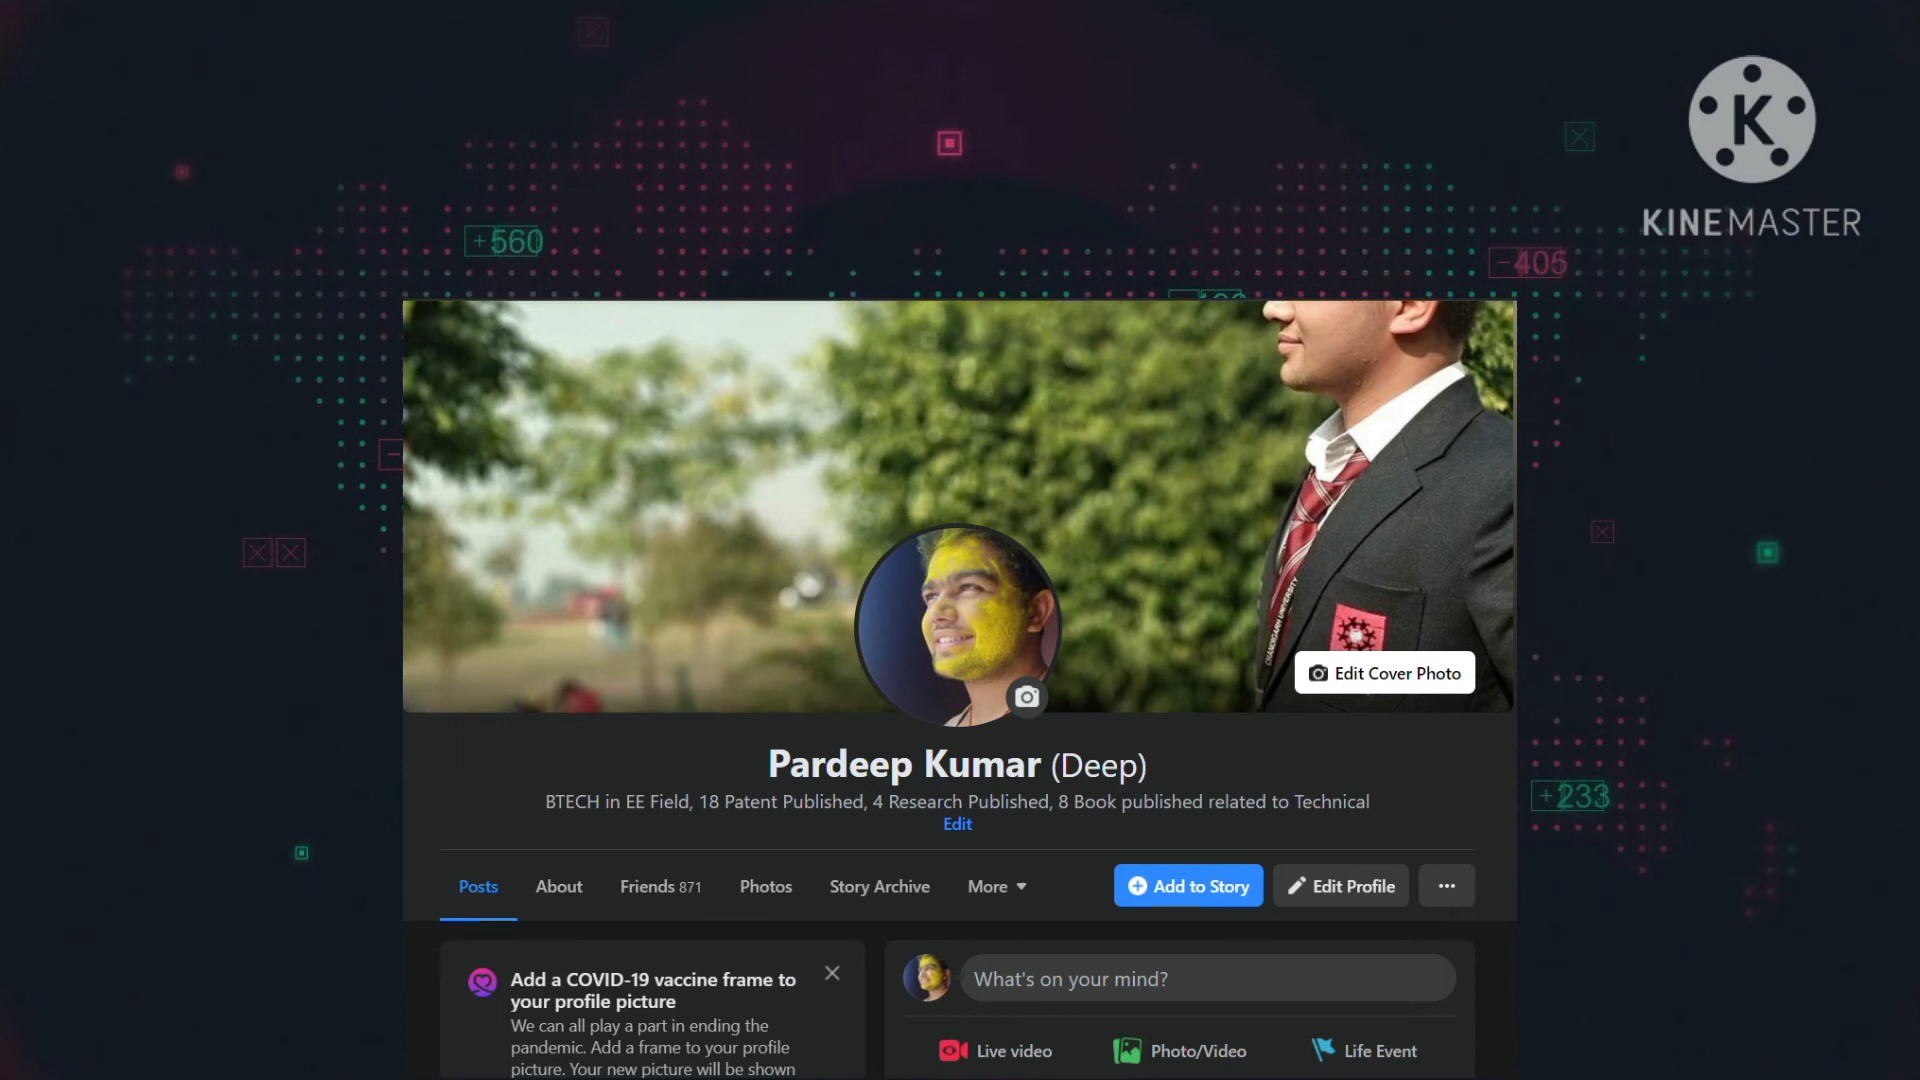 KINEMASTER
+560
-405
CHANDIGARH UNIVERSITY
Edit Cover Photo
Pardeep Kumar (Deep)
BTECH in EE Field, 18 Patent Published, 4 Research Published, 8 Book published related to Technical
Edit
+233
Posts
About
Friends 871
Photos
Story Archive
More
Add to Story
Edit Profile
Add a COVID-19 vaccine frame to
your profile picture
We can all play a part in ending the
pandemic. Add a frame to your profile
picture. Your new picture will be shown
What's on your mind?
Live video
Photo/Video
Life Event